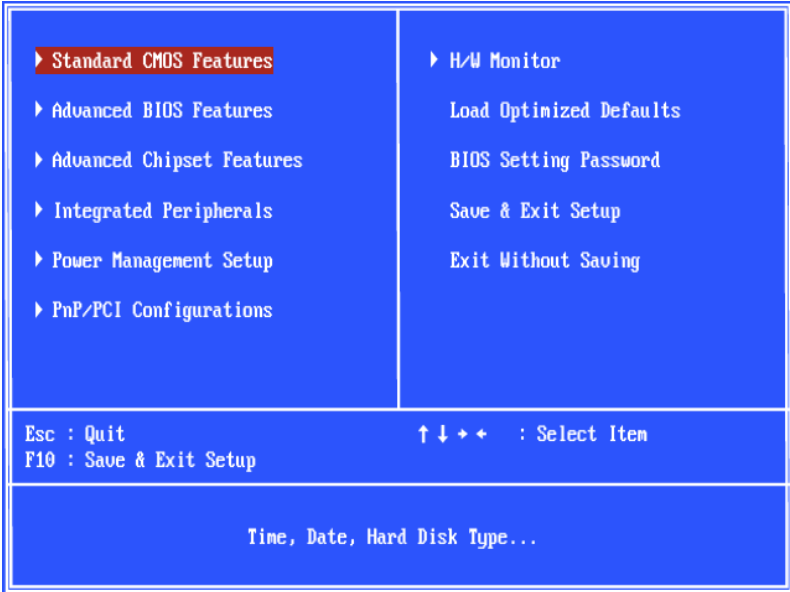 Standard CMOS Features
Advanced BIOS Features
Advanced Chipset Features
Integrated Peripherals
Power Management Setup
PnP/PCI Configurations
H/W Monitor
Load Optimized Defaults
BIOS Setting Password
Save & Exit Setup
Exit Without Saving
Esc : Quit
F10 : Save & Exit Setup
↑ ↓ → ← : Select Item
Time, Date, Hard Disk Type...